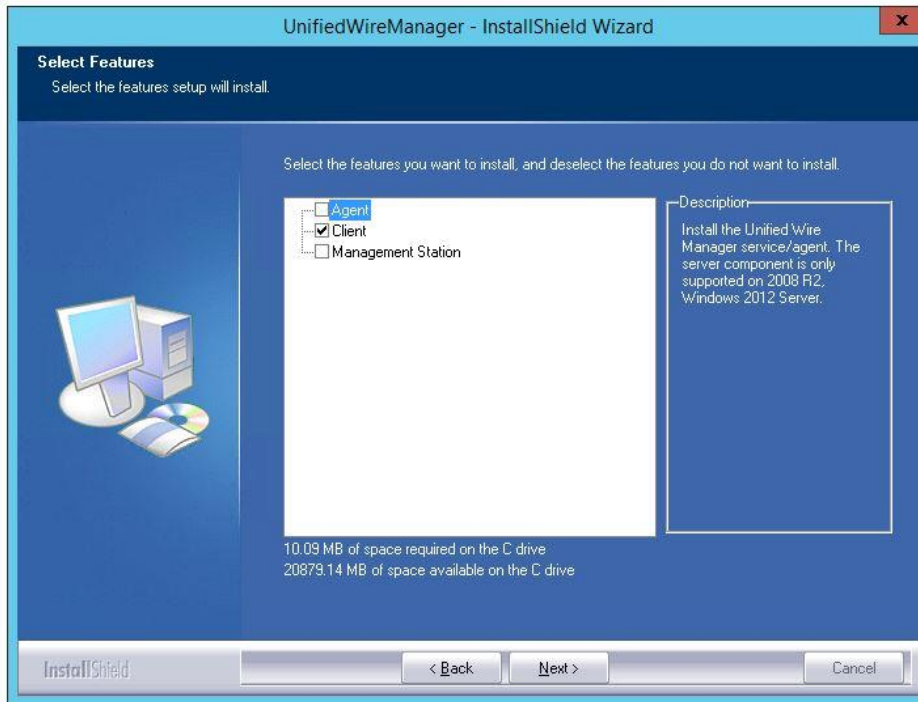 UnifiedWireManager - InstallShield Wizard
x
Select Features
Select the features setup will install.
Select the features you want to install, and deselect the features you do not want to install.
Agent
Client
Management Station
Description
Install the Unified Wire
Manager service/agent. The
server component is only
supported on 2008 R2,
Windows 2012 Server.
10.09 MB of space required on the C drive
20879.14 MB of space available on the C drive
InstallShield
< Back
Next >
Cancel